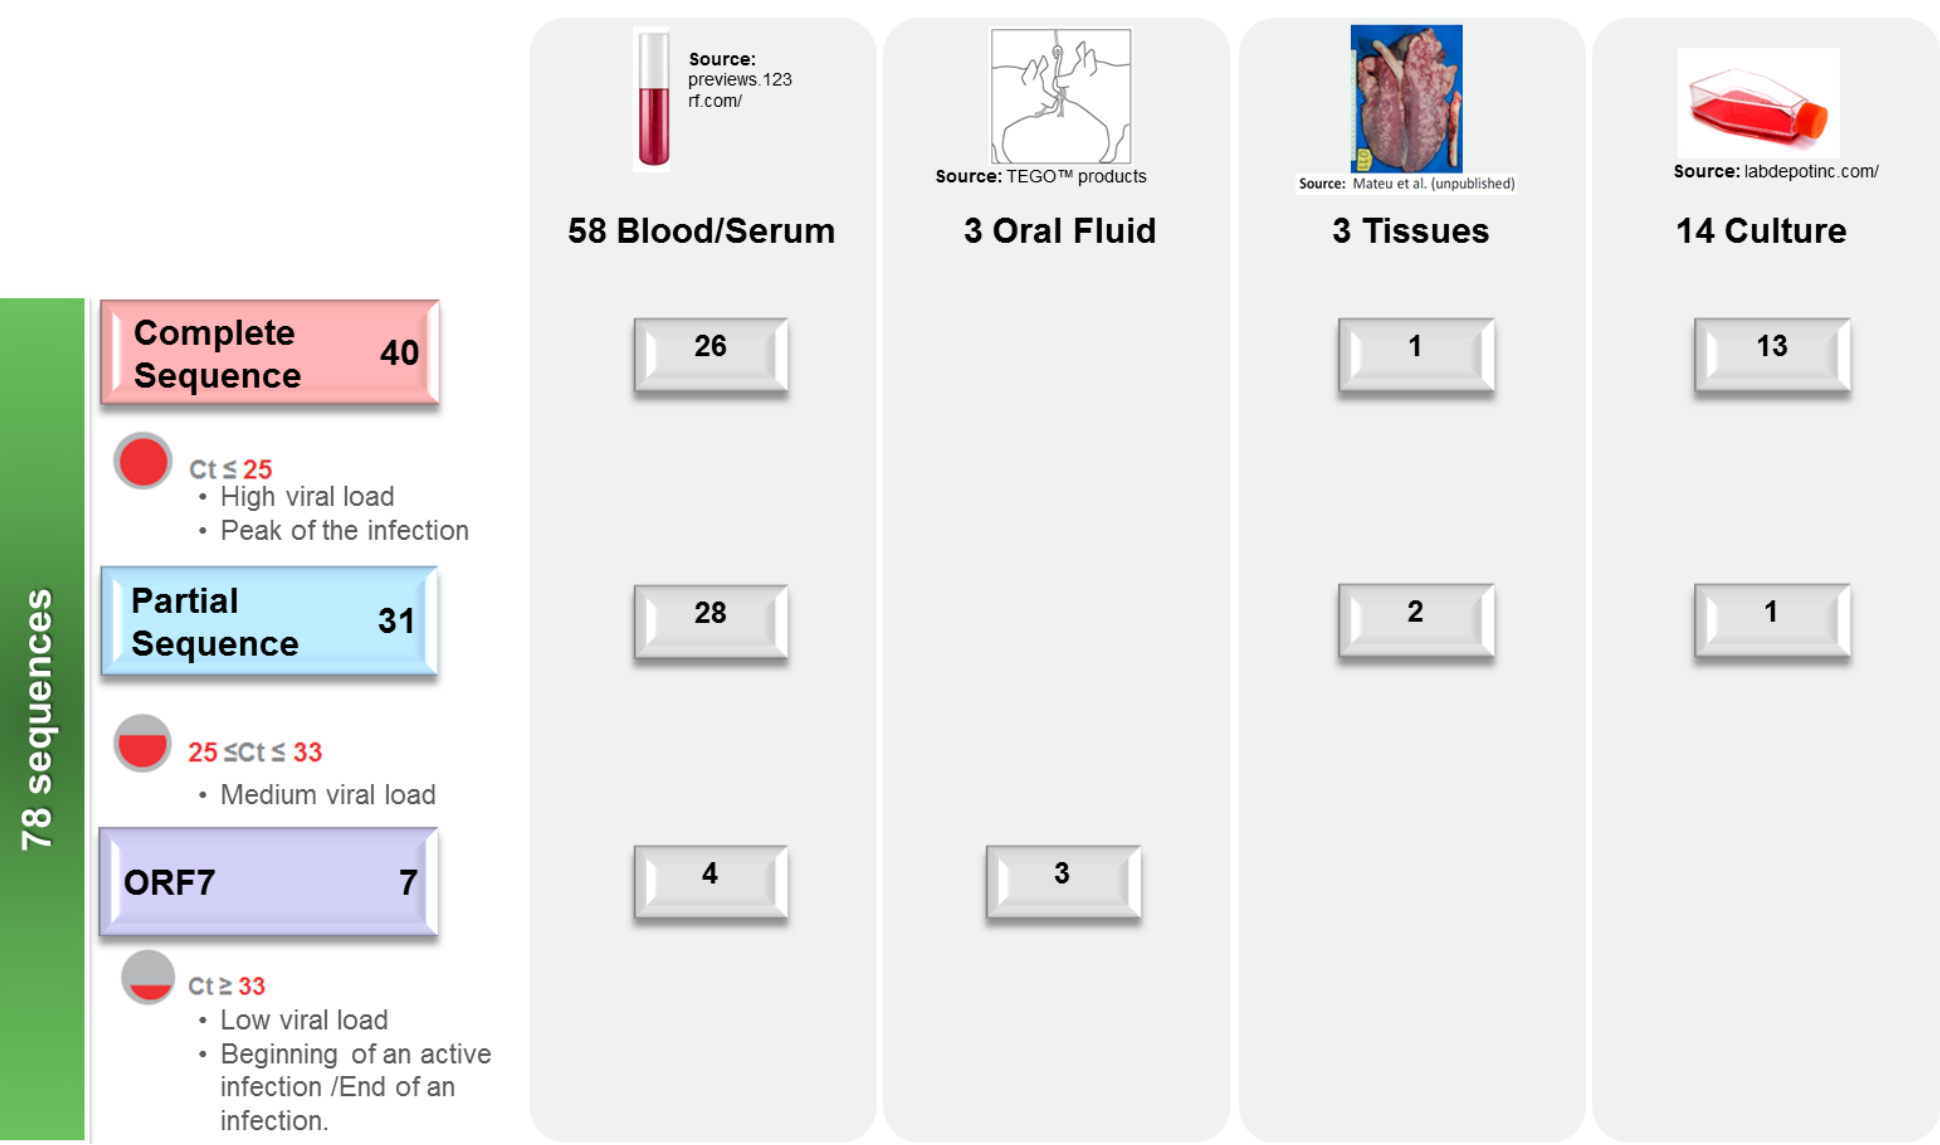 Source:
previews.123
rf.com/
Source: TEGO™ products
Source: Mateu et al. (unpublished)
Source: labdepotinc.com/
58 Blood/Serum
3 Oral Fluid
3 Tissues
14 Culture
78 sequences
Complete
Sequence
40
26
1
13
Ct ≤ 25
• High viral load
• Peak of the infection
Partial
Sequence
31
28
2
1
25 ≤Ct ≤ 33
• Medium viral load
ORF7
7
4
3
Ct ≥ 33
• Low viral load
• Beginning of an active
infection /End of an
infection.